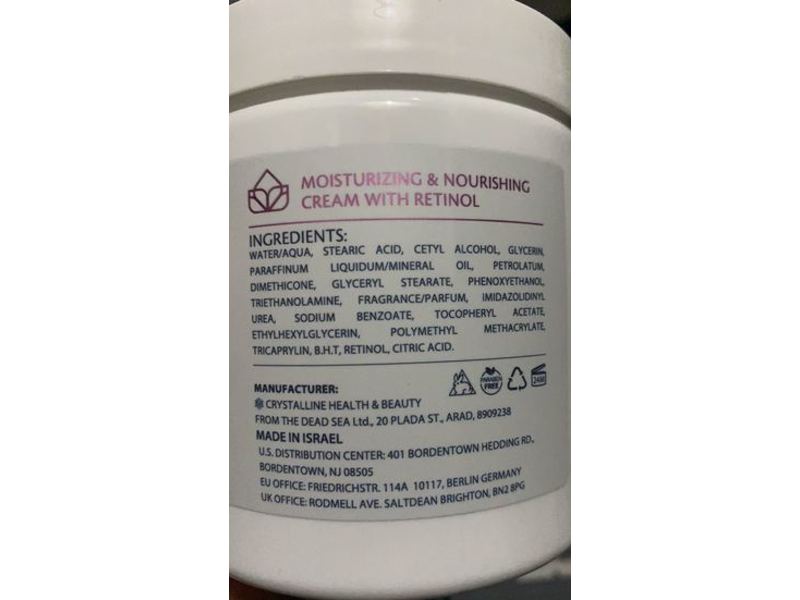 MOISTURIZING & NOURISHING
CREAM WITH RETINOL
INGREDIENTS:
WATER/AQUA, STEARIC ACID, CETYL ALCOHOL, GLYCERIN,
PARAFFINUM LIQUIDUM/MINERAL OIL, PETROLATUM,
DIMETHICONE, GLYCERYL STEARATE, PHENOXYETHANOL,
TRIETHANOLAMINE, FRAGRANCE/PARFUM, IMIDAZOLIDINYL
UREA, SODIUM BENZOATE, TOCOPHERYL ACETATE,
ETHYLHEXYLGLYCERIN, POLYMETHYL METHACRYLATE,
TRICAPRYLIN, B.H.T, RETINOL, CITRIC ACID.
PARABEN
FREE
24M
MANUFACTURER:
CRYSTALLINE HEALTH & BEAUTY
FROM THE DEAD SEA Ltd., 20 PLADA ST., ARAD, 8909238
MADE IN ISRAEL
U.S. DISTRIBUTION CENTER: 401 BORDENTOWN HEDDING RD.,
BORDENTOWN, NJ 08505
EU OFFICE: FRIEDRICHSTR. 114A 10117, BERLIN GERMANY
UK OFFICE: RODMELL AVE. SALTDEAN BRIGHTON, BN2 8PG